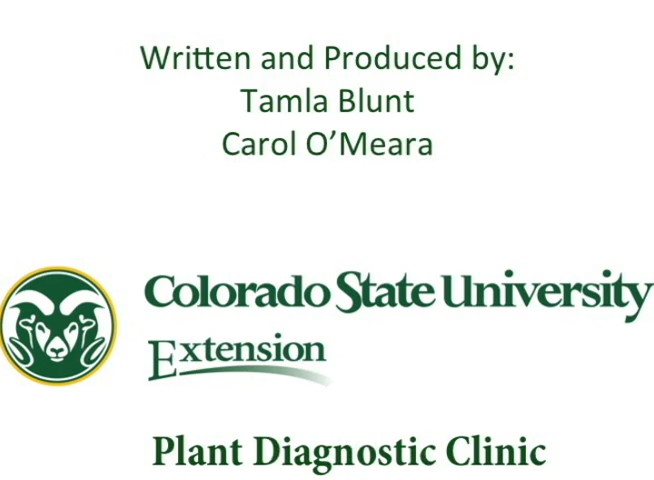 Written and Produced by:
Tamla Blunt
Carol O’Meara
Colorado State University
Extension
Plant Diagnostic Clinic